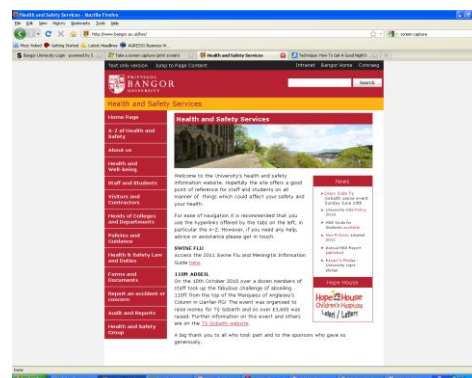 Health and Safety Services - Mozilla Firefox
File Edit View History Bookmarks Tools Help
http://www.bangor.ac.uk/hss/
screen capture
Most Visited Getting Started Latest Headlines
Health and Safety Services
Text only version Jump to Page Content Intranet Bangor Home Cymraeg
PRIFYSGOL
BANGOR
UNIVERSITY
Search
Health and Safety Services
Home Page
A-Z of Health and
Safety
About us
Health and
Well-being
Staff and Students
Visitors and
Contractors
Heads of Colleges
and Departments
Policies and
Guidance
Health & Safety Law
and Duties
Forms and
Documents
Report an accident or
concern
Audit and Reports
Health and Safety
Group
Health and Safety Services
Welcome to the University's health and safety
information website. Hopefully the site offers a good
point of reference for staff and students on all
manner of things which could affect your safety and
your health.
For ease of navigation it is recommended that you
use the hyperlinks offered by the tabs on the left, in
particular the A-Z. However, if you need any help,
advice or assistance please get in touch.
SWINE FLU
Access the 2011 Swine Flu and Meningitis Information
Guide here.
110ft ABSEIL
On the 10th October 2010 over a dozen members of
staff took up the fabulous challenge of abseiling
110ft from the top of the Marquess of Anglesey's
Column in Llanfair PG! The event was organised to
raise money for Tŷ Gobaith and so over £3,600 was
raised. Further information on this event and others
are on the Tŷ Gobaith website.
A big thank you to all who took part and to the sponsors who gave so
generously.
News
Hope House
Hope House
Children's Hospices
Done